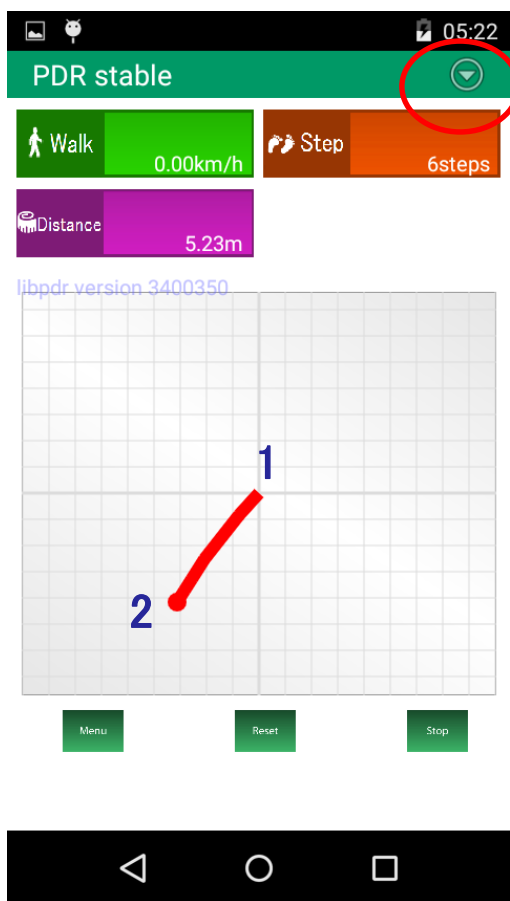 05:22
PDR stable
Walk
0.00km/h
Step
6steps
Distance
5.23m
libpdr version 3400350
1
2
Menu
Reset
Stop